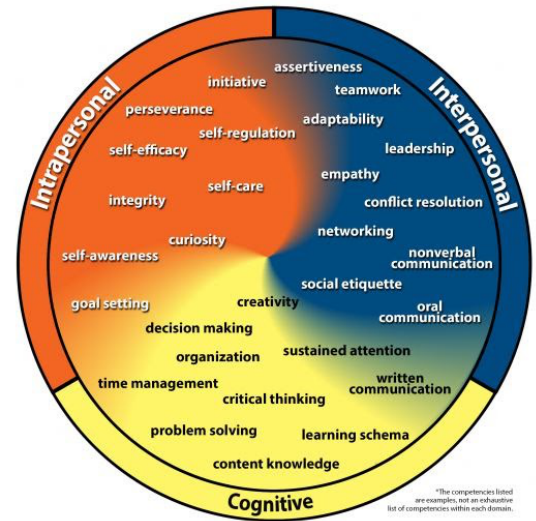 Intrapersonal
Interpersonal
assertiveness
initiative
teamwork
perseverance
adaptability
self-regulation
self-efficacy
leadership
empathy
self-care
integrity
conflict resolution
networking
curiosity
self-awareness
nonverbal
communication
social etiquette
goal setting
creativity
oral
communication
decision making
sustained attention
organization
time management
written
communication
critical thinking
problem solving
learning schema
content knowledge
Cognitive
*The competencies listed
are examples, not an exhaustive
list of competencies within each domain.